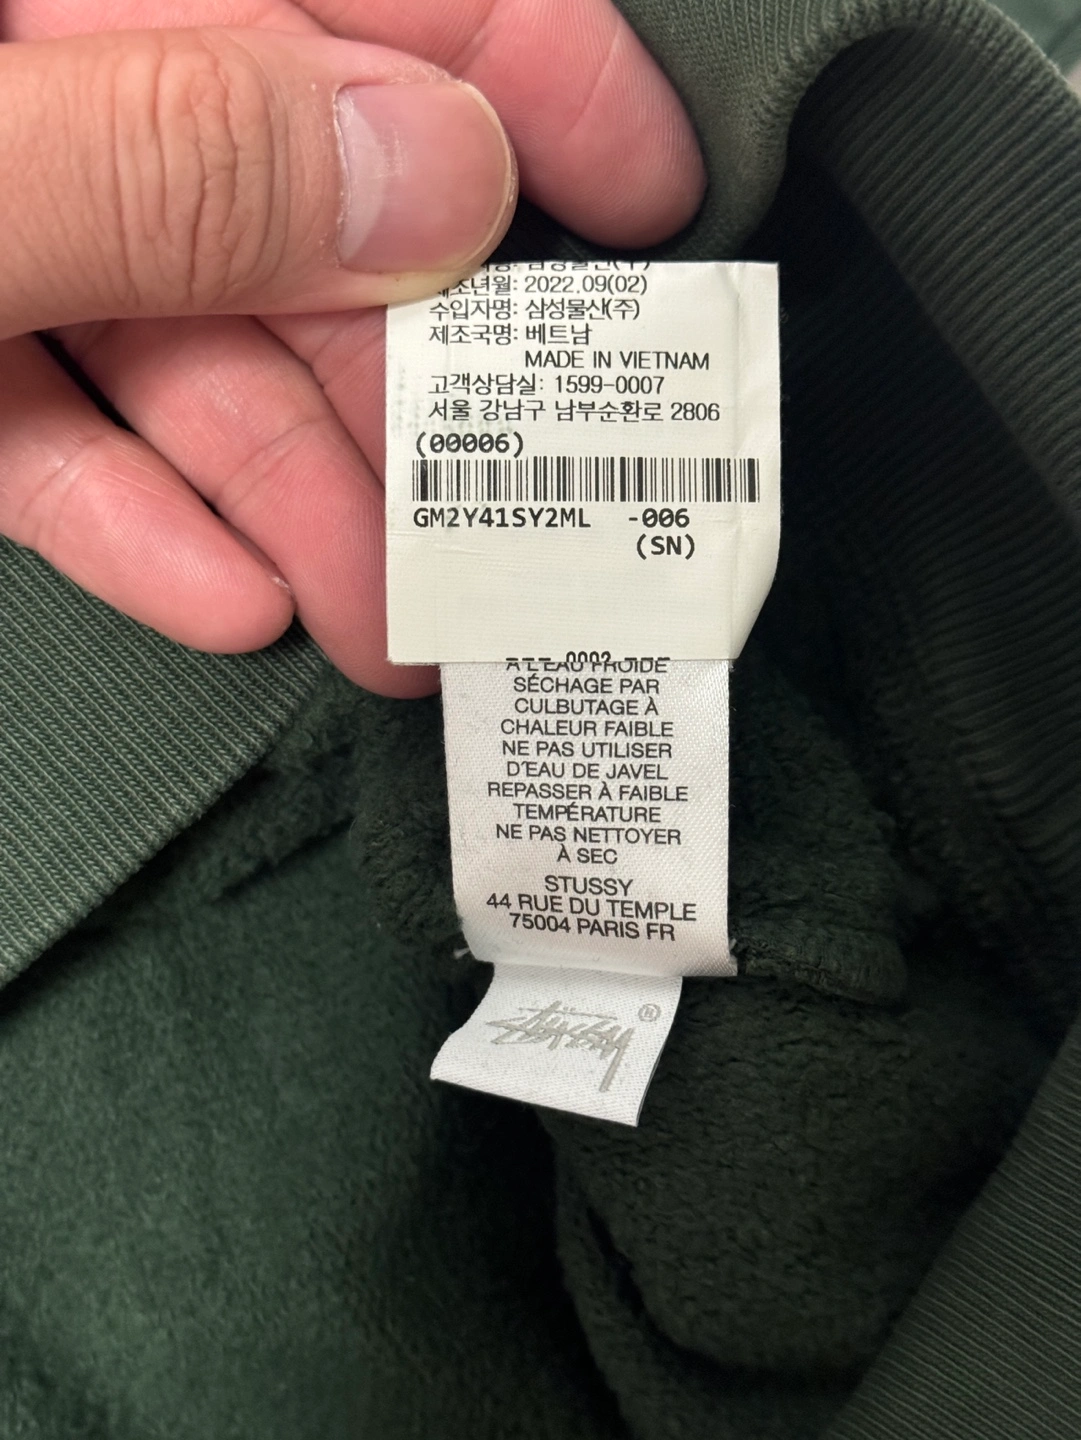 제조년월: 2022.09(02)
수입자명: 삼성물산(주)
제조국명: 베트남
MADE IN VIETNAM
고객상담실: 1599-0007
서울 강남구 남부순환로 2806
(00006)
GM2Y41SY2ML -006
(SN)
À L'EAU FROIDE
SÉCHAGE PAR
CULBUTAGE À
CHALEUR FAIBLE
NE PAS UTILISER
D'EAU DE JAVEL
REPASSER À FAIBLE
TEMPÉRATURE
NE PAS NETTOYER
À SEC
STUSSY
44 RUE DU TEMPLE
75004 PARIS FR
Stüssy ®